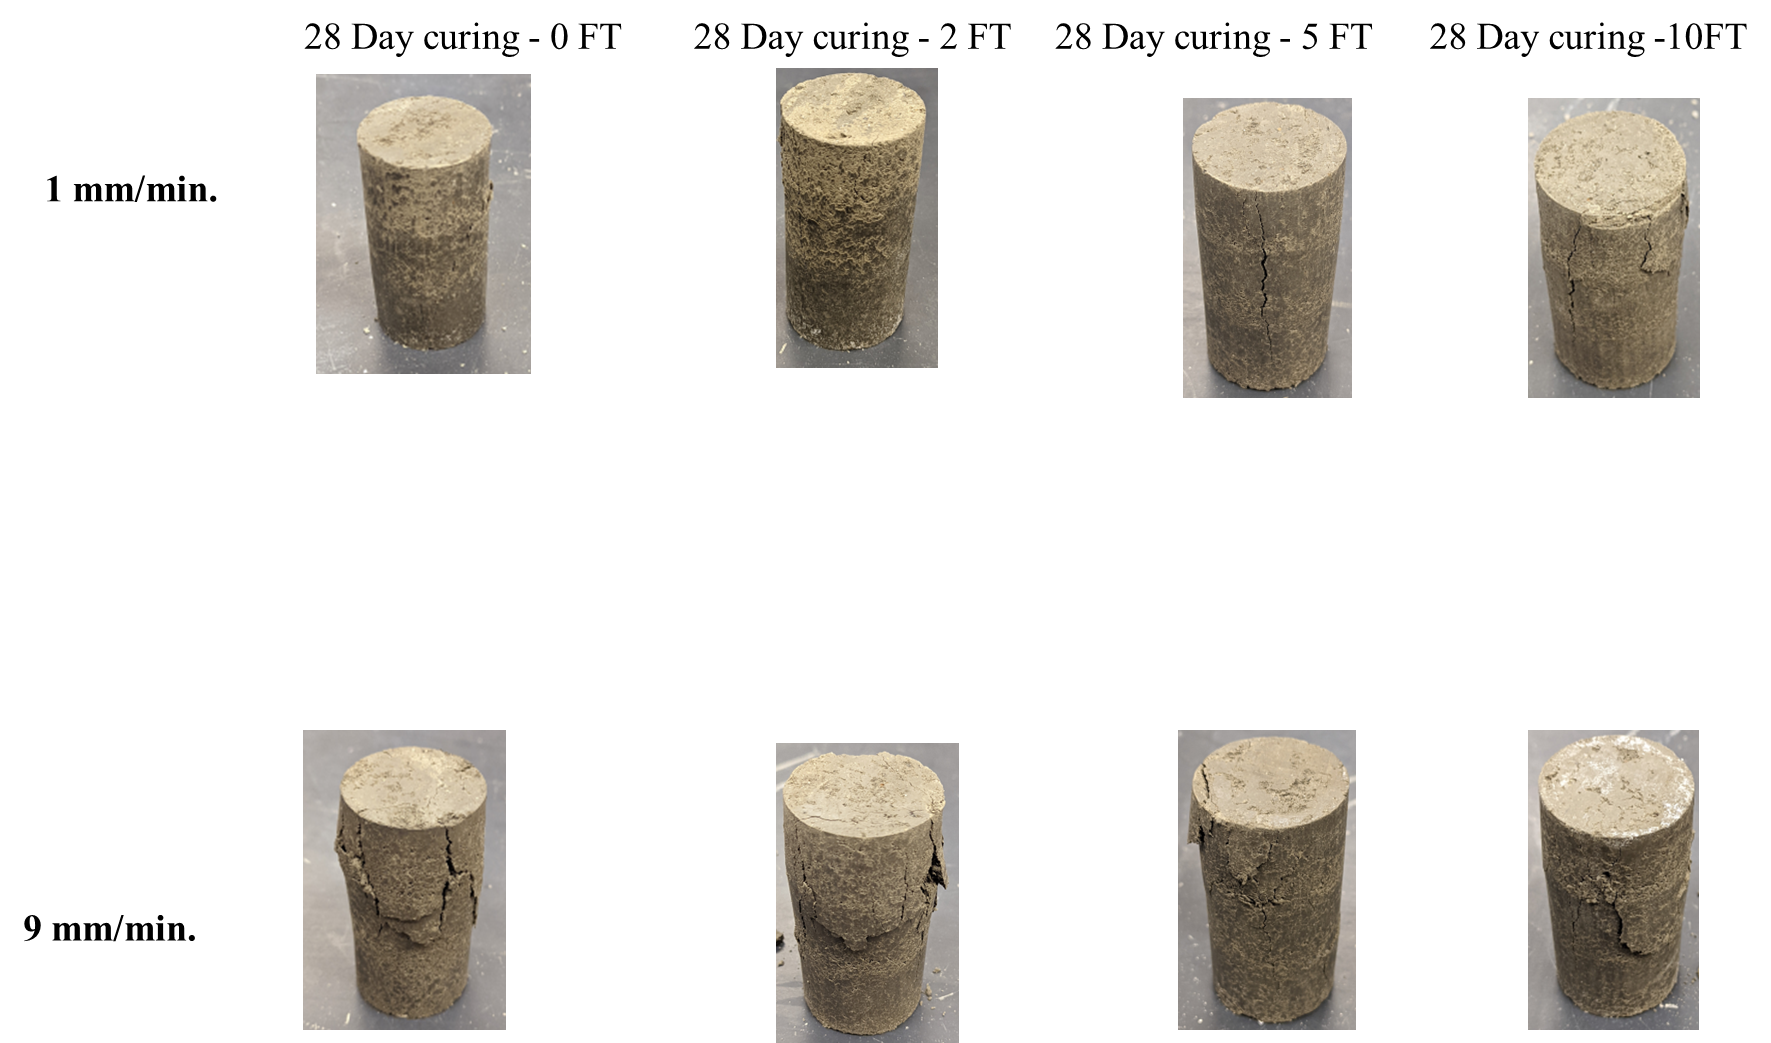 28 Day curing - 0 FT
28 Day curing - 2 FT
28 Day curing - 5 FT
28 Day curing -10FT
1 mm/min.
9 mm/min.